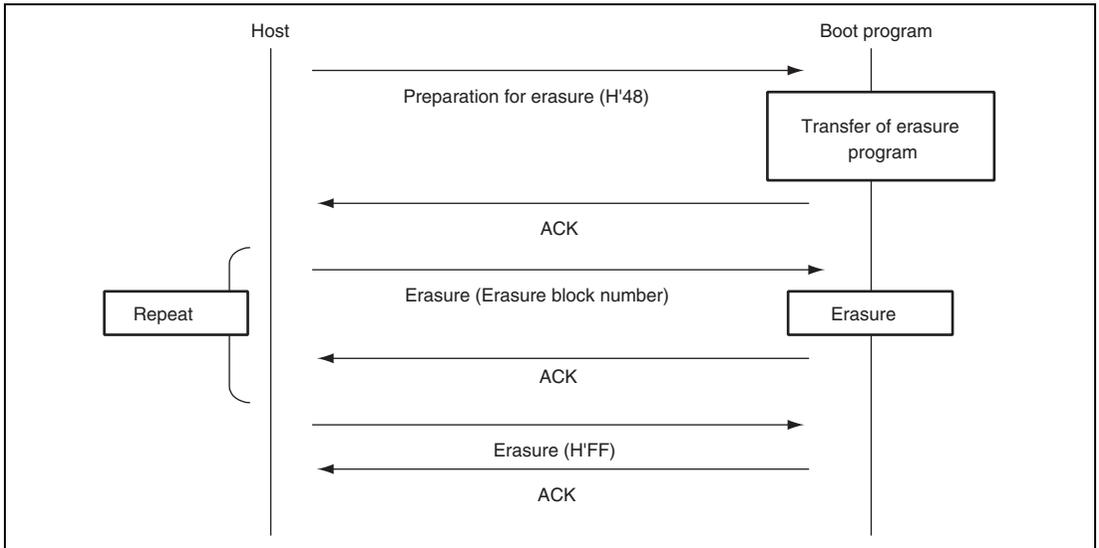 Host
Boot program
Preparation for erasure (H'48)
Transfer of erasure
program
ACK
Erasure (Erasure block number)
Repeat
Erasure
ACK
Erasure (H'FF)
ACK